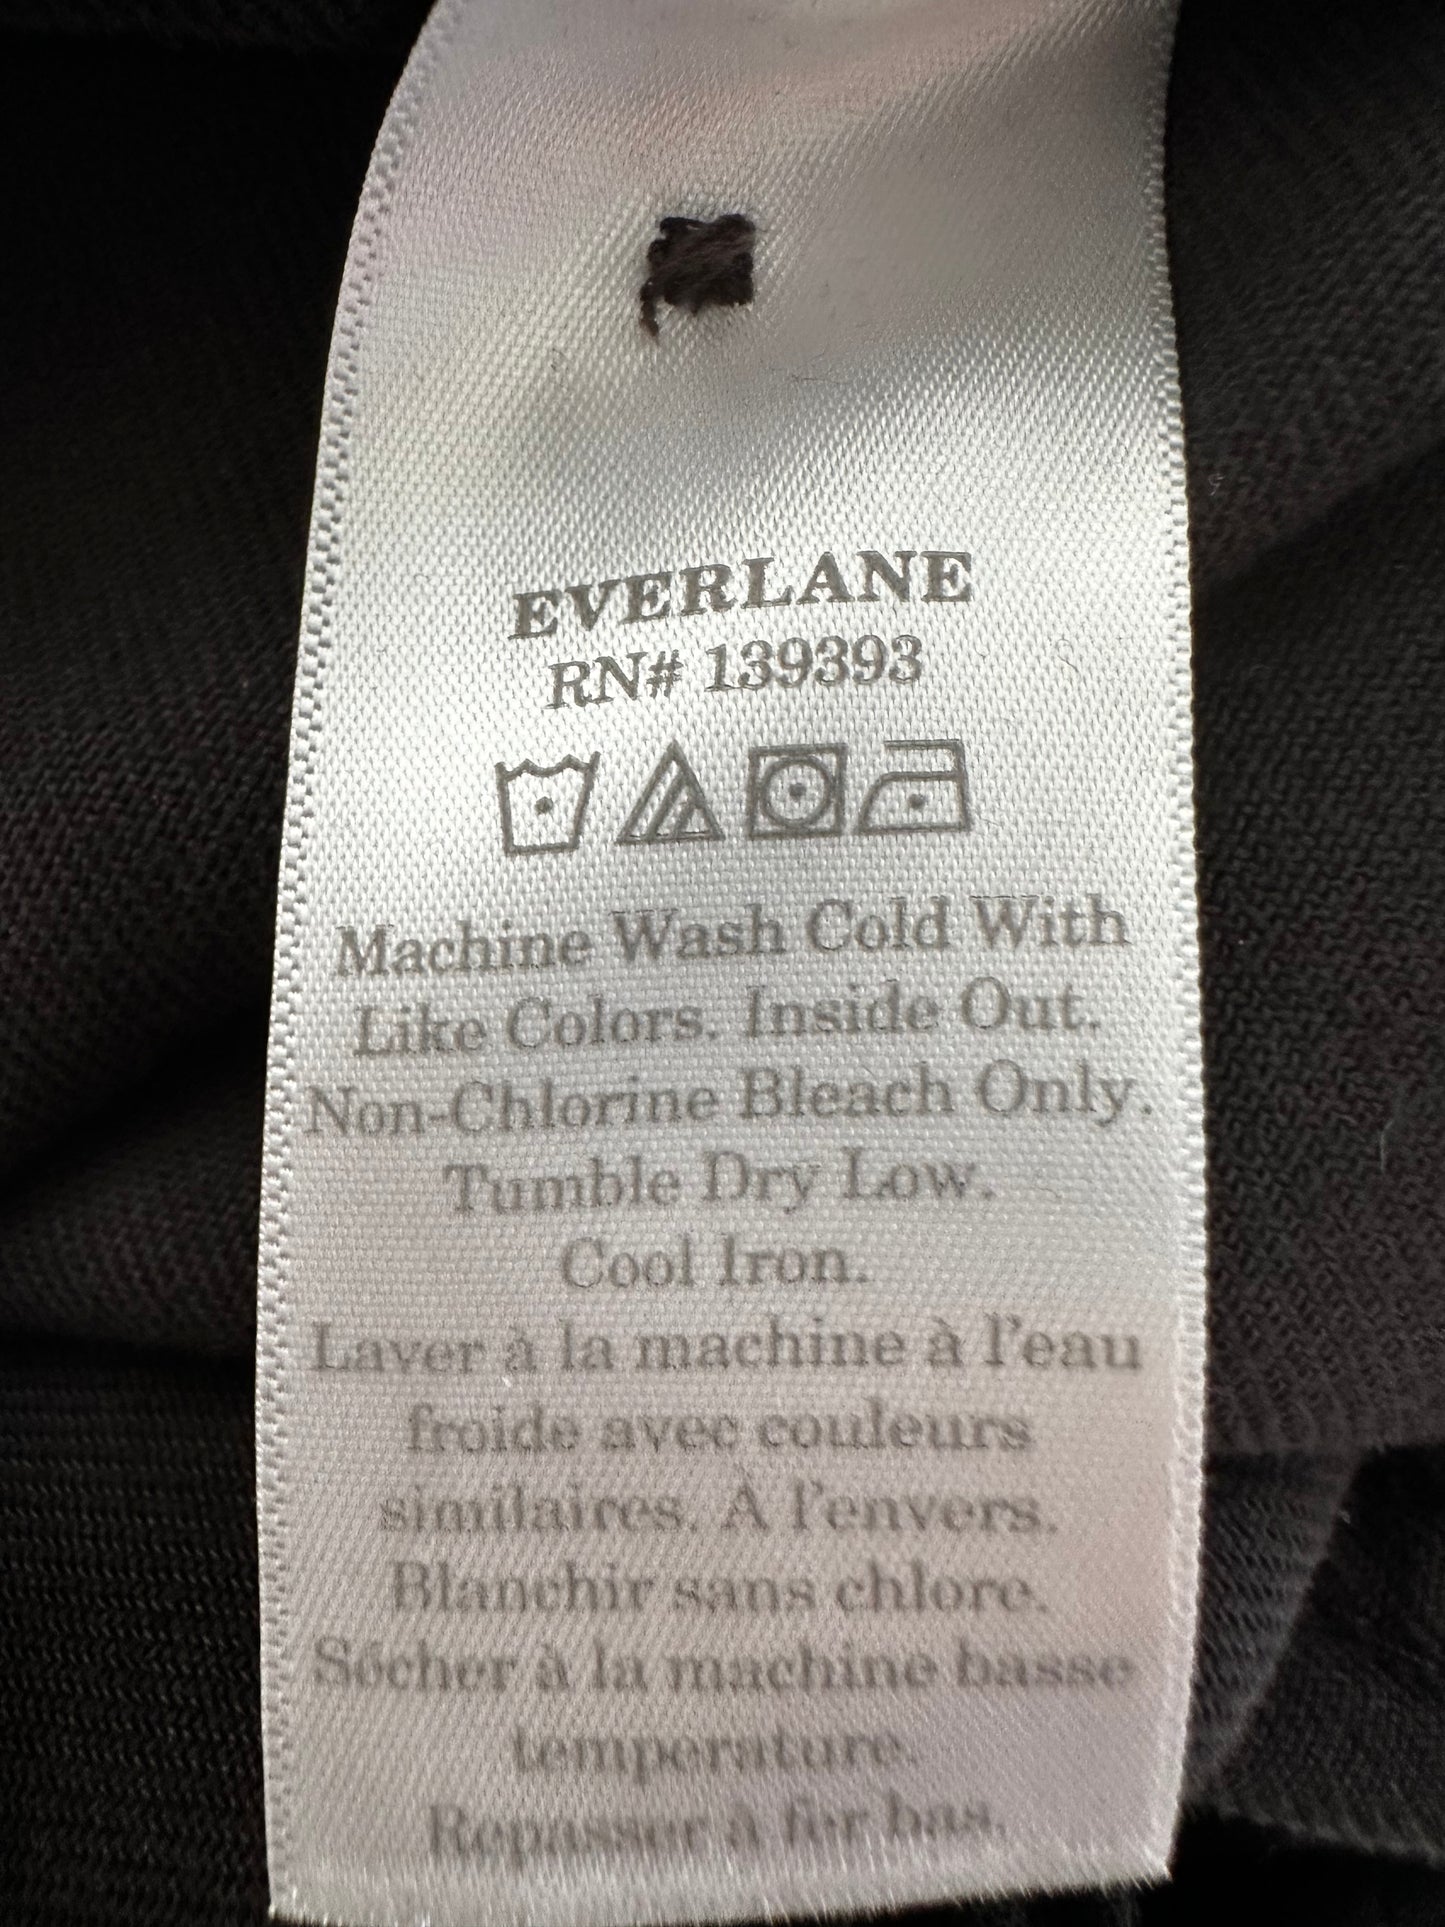 EVERLANE
RN# 139393
Machine Wash Cold With
Like Colors. Inside Out.
Non-Chlorine Bleach Only.
Tumble Dry Low.
Cool Iron.
Laver à la machine à l'eau
froide avec couleurs
similaires. A l'envers.
Blanchir sans chlore.
Sécher à la machine basse
temperature.
Repasser à fer bas.